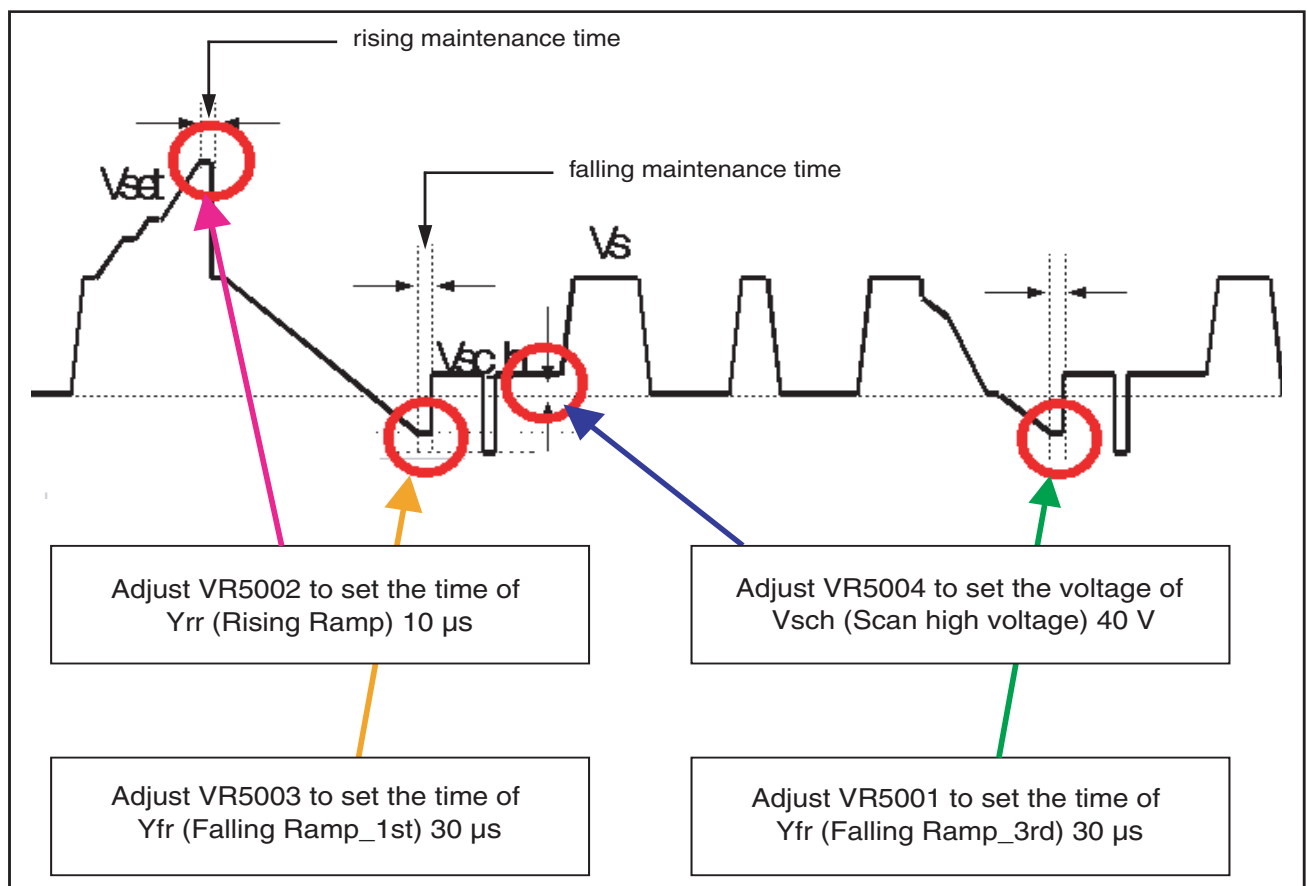 rising maintenance time
falling maintenance time
Vset
Vs
Vsc_h
Adjust VR5002 to set the time of
Yrr (Rising Ramp) 10 µs
Adjust VR5004 to set the voltage of
Vsch (Scan high voltage) 40 V
Adjust VR5003 to set the time of
Yfr (Falling Ramp_1st) 30 µs
Adjust VR5001 to set the time of
Yfr (Falling Ramp_3rd) 30 µs